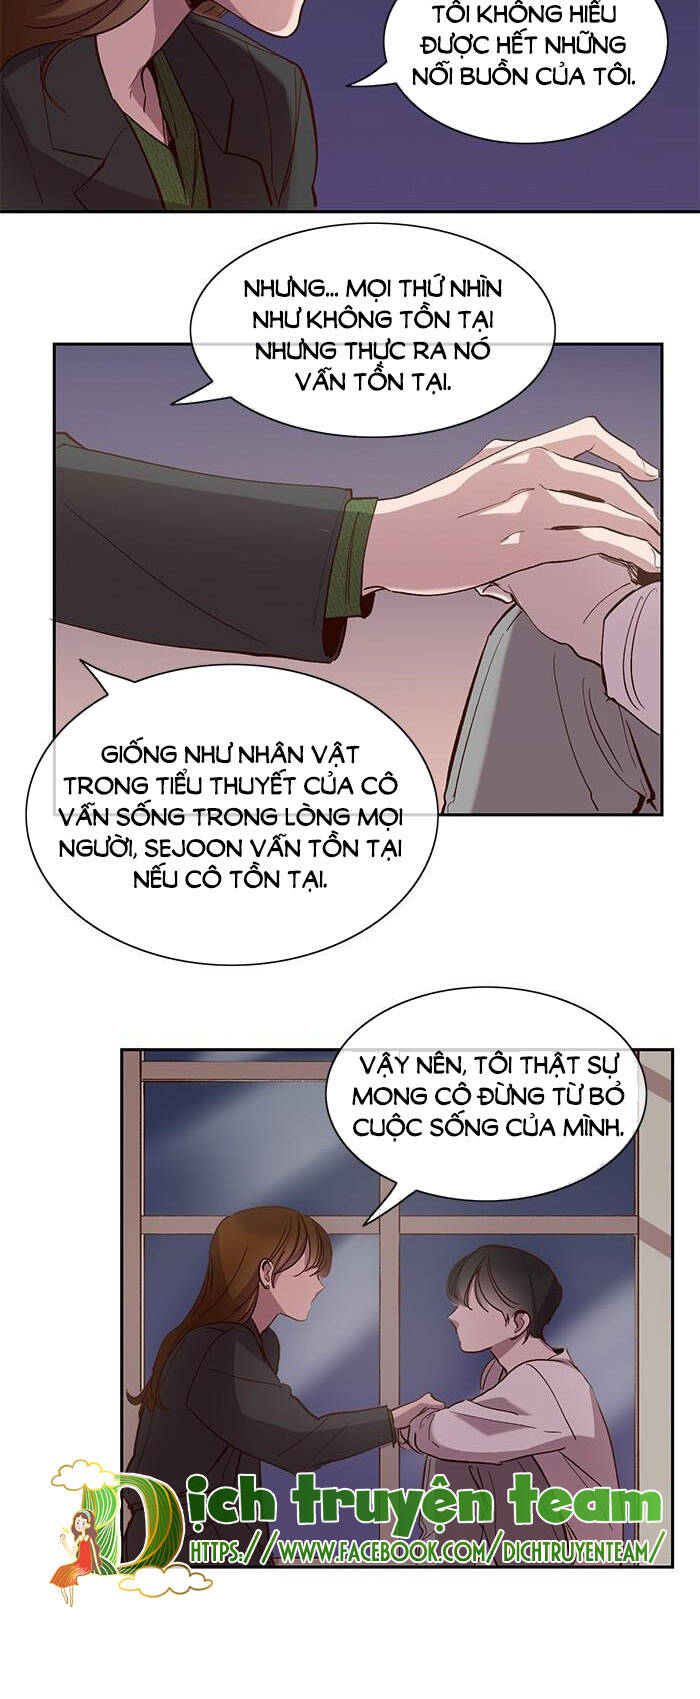 TÔI KHÔNG HIỂU
ĐƯỢC HẾT NHỮNG
NỖI BUỒN CỦA TÔI.
NHƯNG... MỌI THỨ NHÌN
NHƯ KHÔNG TỒN TẠI
NHƯNG THỰC RA NÓ
VẪN TỒN TẠI.
GIỐNG NHƯ NHÂN VẬT
TRONG TIỂU THUYẾT CỦA CÔ
VẪN SỐNG TRONG LÒNG MỌI
NGƯỜI, SEJOON VẪN TỒN TẠI
NẾU CÔ TỒN TẠI.
VẬY NÊN, TÔI THẬT SỰ
MONG CÔ ĐỪNG TỪ BỎ
CUỘC SỐNG CỦA MÌNH.
Dịch truyện team
HTTPS://WWW.FACEBOOK.COM/DICHTRUYENTEAM/